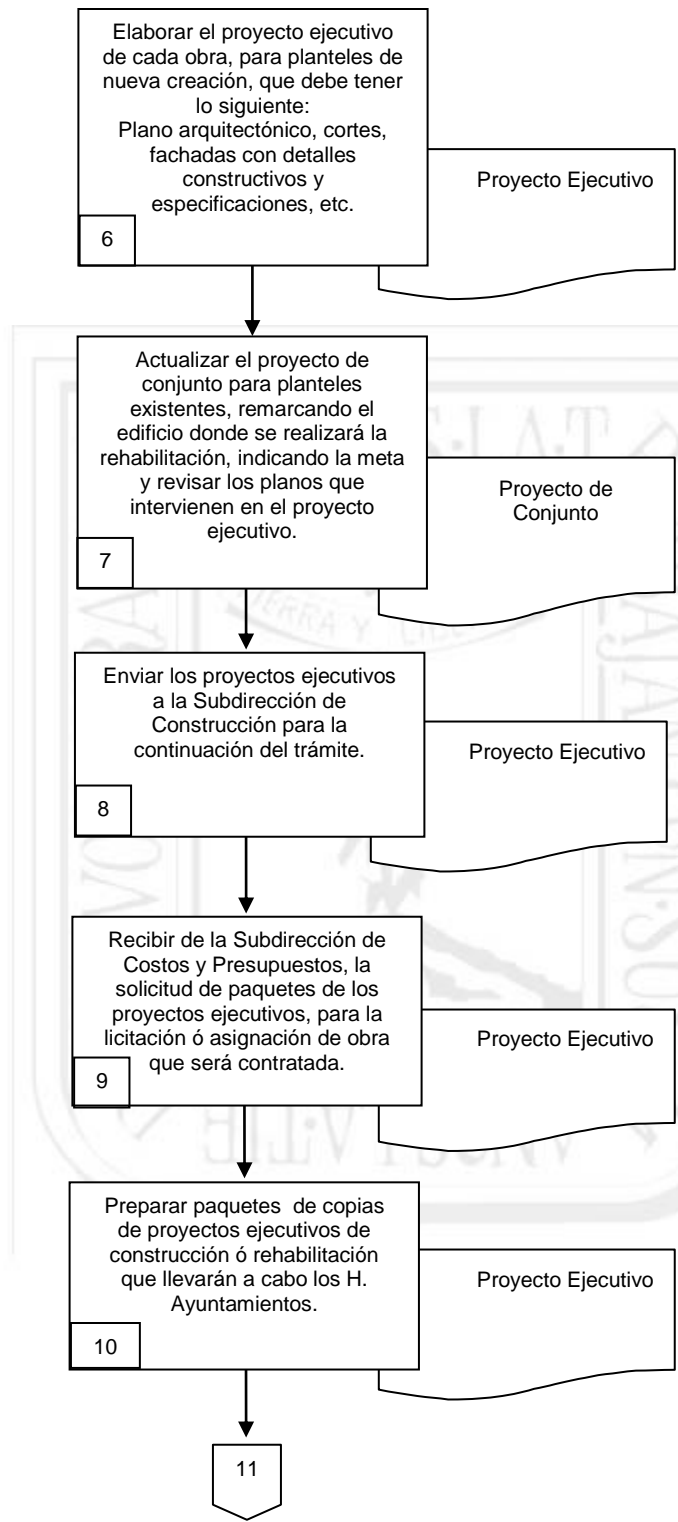 Elaborar el proyecto ejecutivo
de cada obra, para planteles de
nueva creación, que debe tener
lo siguiente:
Plano arquitectónico, cortes,
fachadas con detalles
constructivos y
especificaciones, etc.
6
Proyecto Ejecutivo
Actualizar el proyecto de
conjunto para planteles
existentes, remarcando el
edificio donde se realizará la
rehabilitación, indicando la meta
y revisar los planos que
intervienen en el proyecto
ejecutivo.
7
Proyecto de
Conjunto
Enviar los proyectos ejecutivos
a la Subdirección de
Construcción para la
continuación del trámite.
8
Proyecto Ejecutivo
Recibir de la Subdirección de
Costos y Presupuestos, la
solicitud de paquetes de los
proyectos ejecutivos, para la
licitación ó asignación de obra
que será contratada.
9
Proyecto Ejecutivo
Preparar paquetes  de copias
de proyectos ejecutivos de
construcción ó rehabilitación
que llevarán a cabo los H.
Ayuntamientos.
10
Proyecto Ejecutivo
11
TIERRA Y